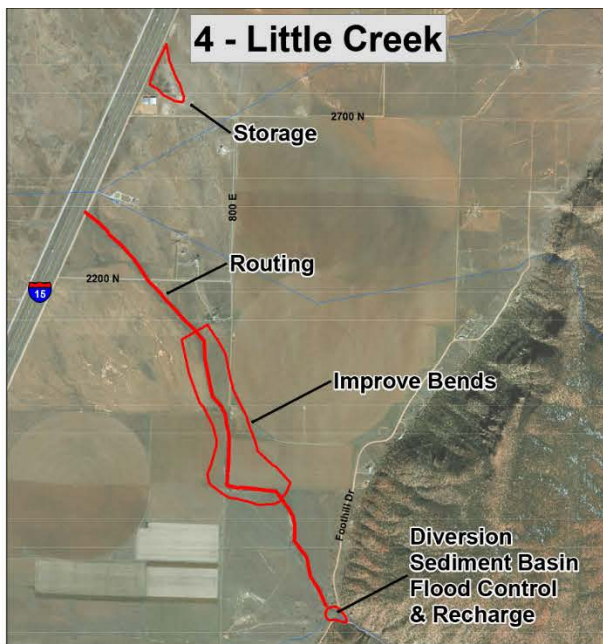 4 - Little Creek
Storage
2700 N
800 E
Routing
2200 N
15
Improve Bends
Foothill Dr
Diversion
Sediment Basin
Flood Control
& Recharge